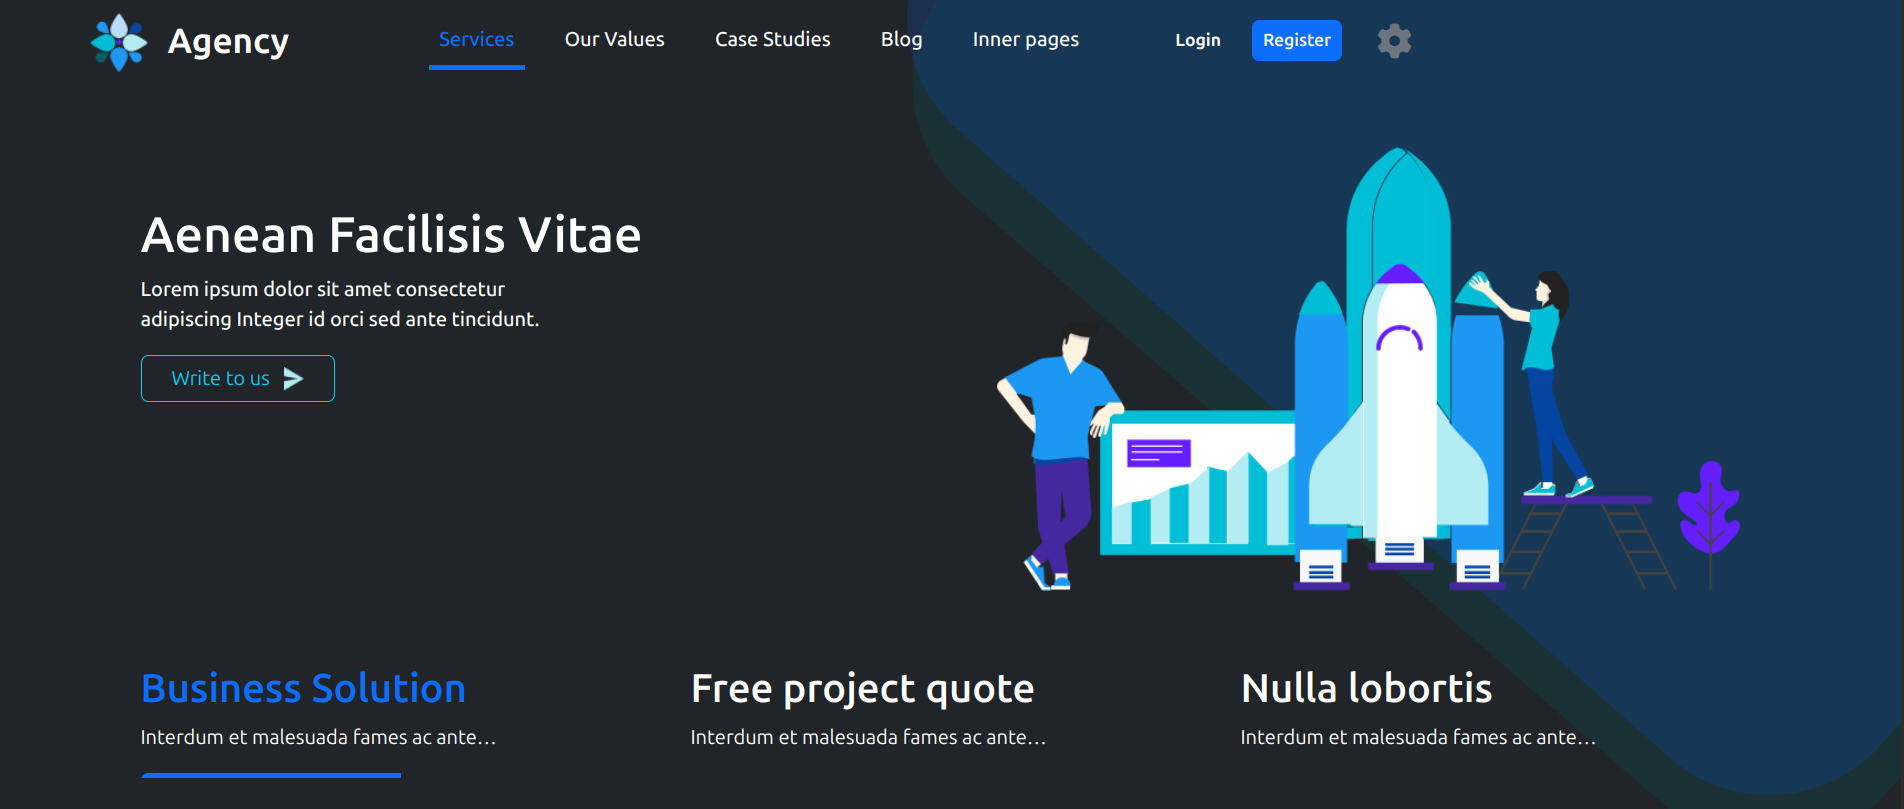 Agency
Services
Our Values
Case Studies
Blog
Inner pages
Login
Register
Aenean Facilisis Vitae
Lorem ipsum dolor sit amet consectetur
adipiscing Integer id orci sed ante tincidunt.
Write to us
Business Solution
Interdum et malesuada fames ac ante...
Free project quote
Interdum et malesuada fames ac ante...
Nulla lobortis
Interdum et malesuada fames ac ante...